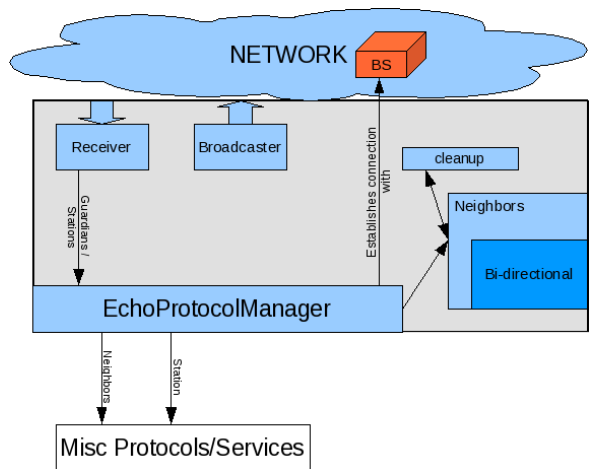 NETWORK
BS
Receiver
Broadcaster
cleanup
Guardians /
Stations
Establishes connection
with
Neighbors
Bi-directional
EchoProtocolManager
Neighbors
Station
Misc Protocols/Services